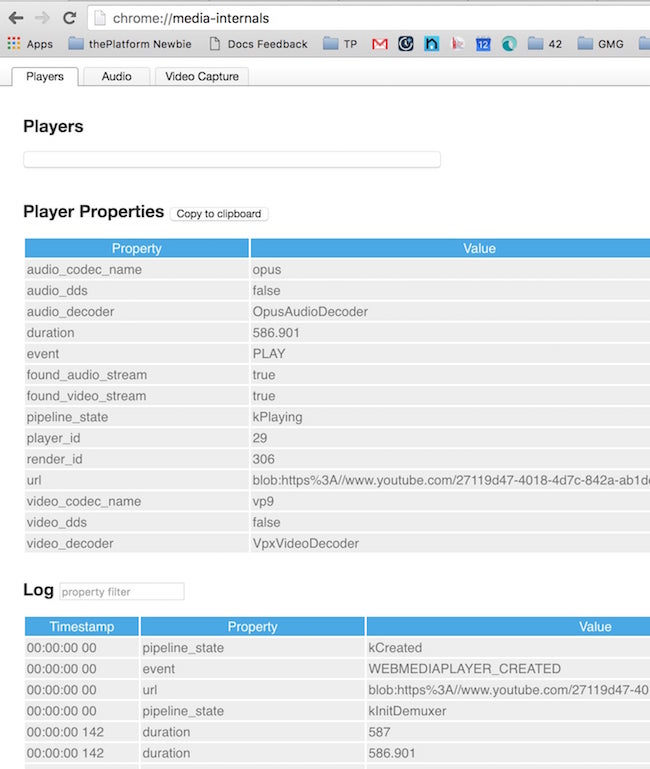 chrome://media-internals
Apps thePlatform Newbie Docs Feedback TP 12 42 GMG
Players Audio Video Capture
Players
Player Properties Copy to clipboard
Property Value
audio_codec_name opus
audio_dds false
audio_decoder OpusAudioDecoder
duration 586.901
event PLAY
found_audio_stream true
found_video_stream true
pipeline_state kPlaying
player_id 29
render_id 306
url blob:https%3A//www.youtube.com/27119d47-4018-4d7c-842a-ab1d
video_codec_name vp9
video_dds false
video_decoder VpxVideoDecoder
Log property filter
Timestamp Property Value
00:00:00 00 pipeline_state kCreated
00:00:00 00 event WEBMEDIAPLAYER_CREATED
00:00:00 00 url blob:https%3A//www.youtube.com/27119d47-40
00:00:00 00 pipeline_state kInitDemuxer
00:00:00 142 duration 587
00:00:00 142 duration 586.901